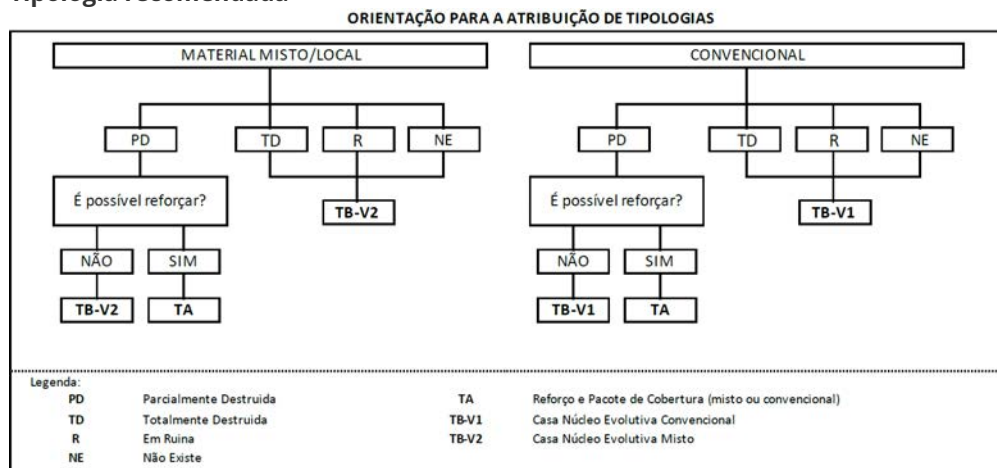 Tipologia recomendada
ORIENTAÇÃO PARA A ATRIBUIÇÃO DE TIPOLOGIAS
MATERIAL MISTO/LOCAL
CONVENCIONAL
PD TD R NE
PD TD R NE
É possível reforçar?
TB-V2
É possível reforçar?
TB-V1
NÃO SIM
NÃO SIM
TB-V2 TA
TB-V1 TA
Legenda:
PD Parcialmente Destruida
TA Reforço e Pacote de Cobertura (misto ou convencional)
TD Totalmente Destruida
TB-V1 Casa Núcleo Evolutiva Convencional
R Em Ruina
TB-V2 Casa Núcleo Evolutiva Misto
NE Não Existe